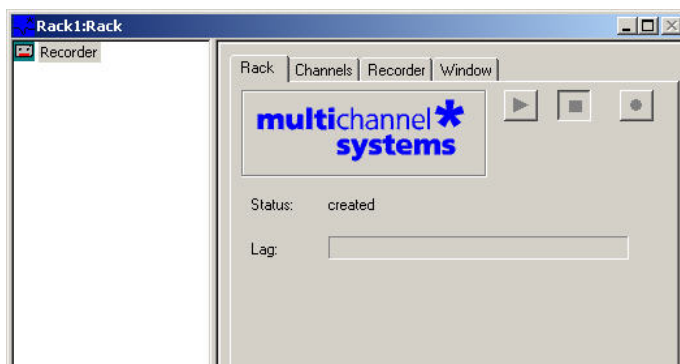 Rack1:Rack
Recorder
Rack Channels Recorder Window
multichannel*
systems
Status: created
Lag: